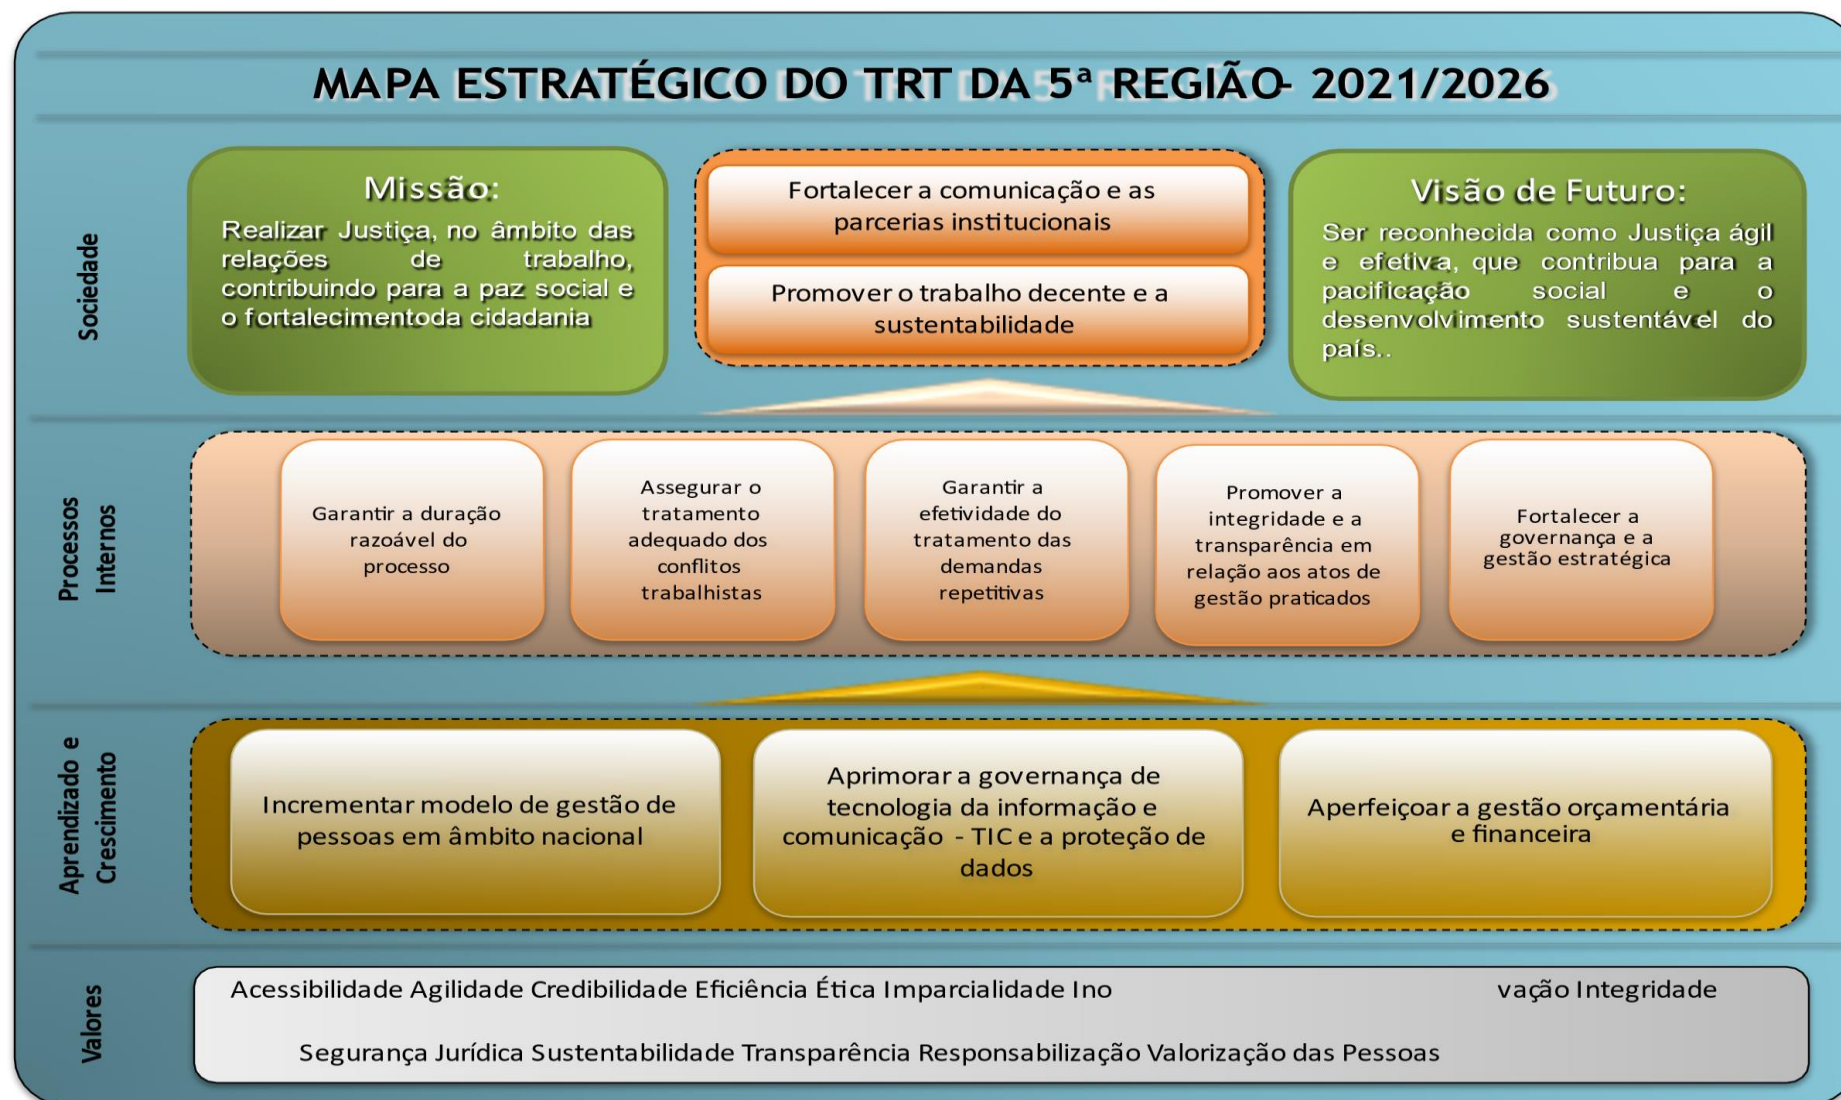 MAPA ESTRATÉGICO DO TRT DA 5ª REGIÃO- 2021/2026
Sociedade
Missão:
Realizar Justiça, no âmbito das
relações de trabalho,
contribuindo para a paz social e
o fortalecimentoda cidadania
Fortalecer a comunicação e as
parcerias institucionais
Promover o trabalho decente e a
sustentabilidade
Visão de Futuro:
Ser reconhecida como Justiça ágil
e efetiva, que contribua para a
pacificação social e o
desenvolvimento sustentável do
país..
Processos
Internos
Garantir a duração
razoável do
processo
Assegurar o
tratamento
adequado dos
conflitos
trabalhistas
Garantir a
efetividade do
tratamento das
demandas
repetitivas
Promover a
integridade e a
transparência em
relação aos atos de
gestão praticados
Fortalecer a
governança e a
gestão estratégica
Aprendizado e
Crescimento
Incrementar modelo de gestão de
pessoas em âmbito nacional
Aprimorar a governança de
tecnologia da informação e
comunicação - TIC e a proteção de
dados
Aperfeiçoar a gestão orçamentária
e financeira
Valores
Acessibilidade Agilidade Credibilidade Eficiência Ética Imparcialidade Ino vação Integridade
Segurança Jurídica Sustentabilidade Transparência Responsabilização Valorização das Pessoas